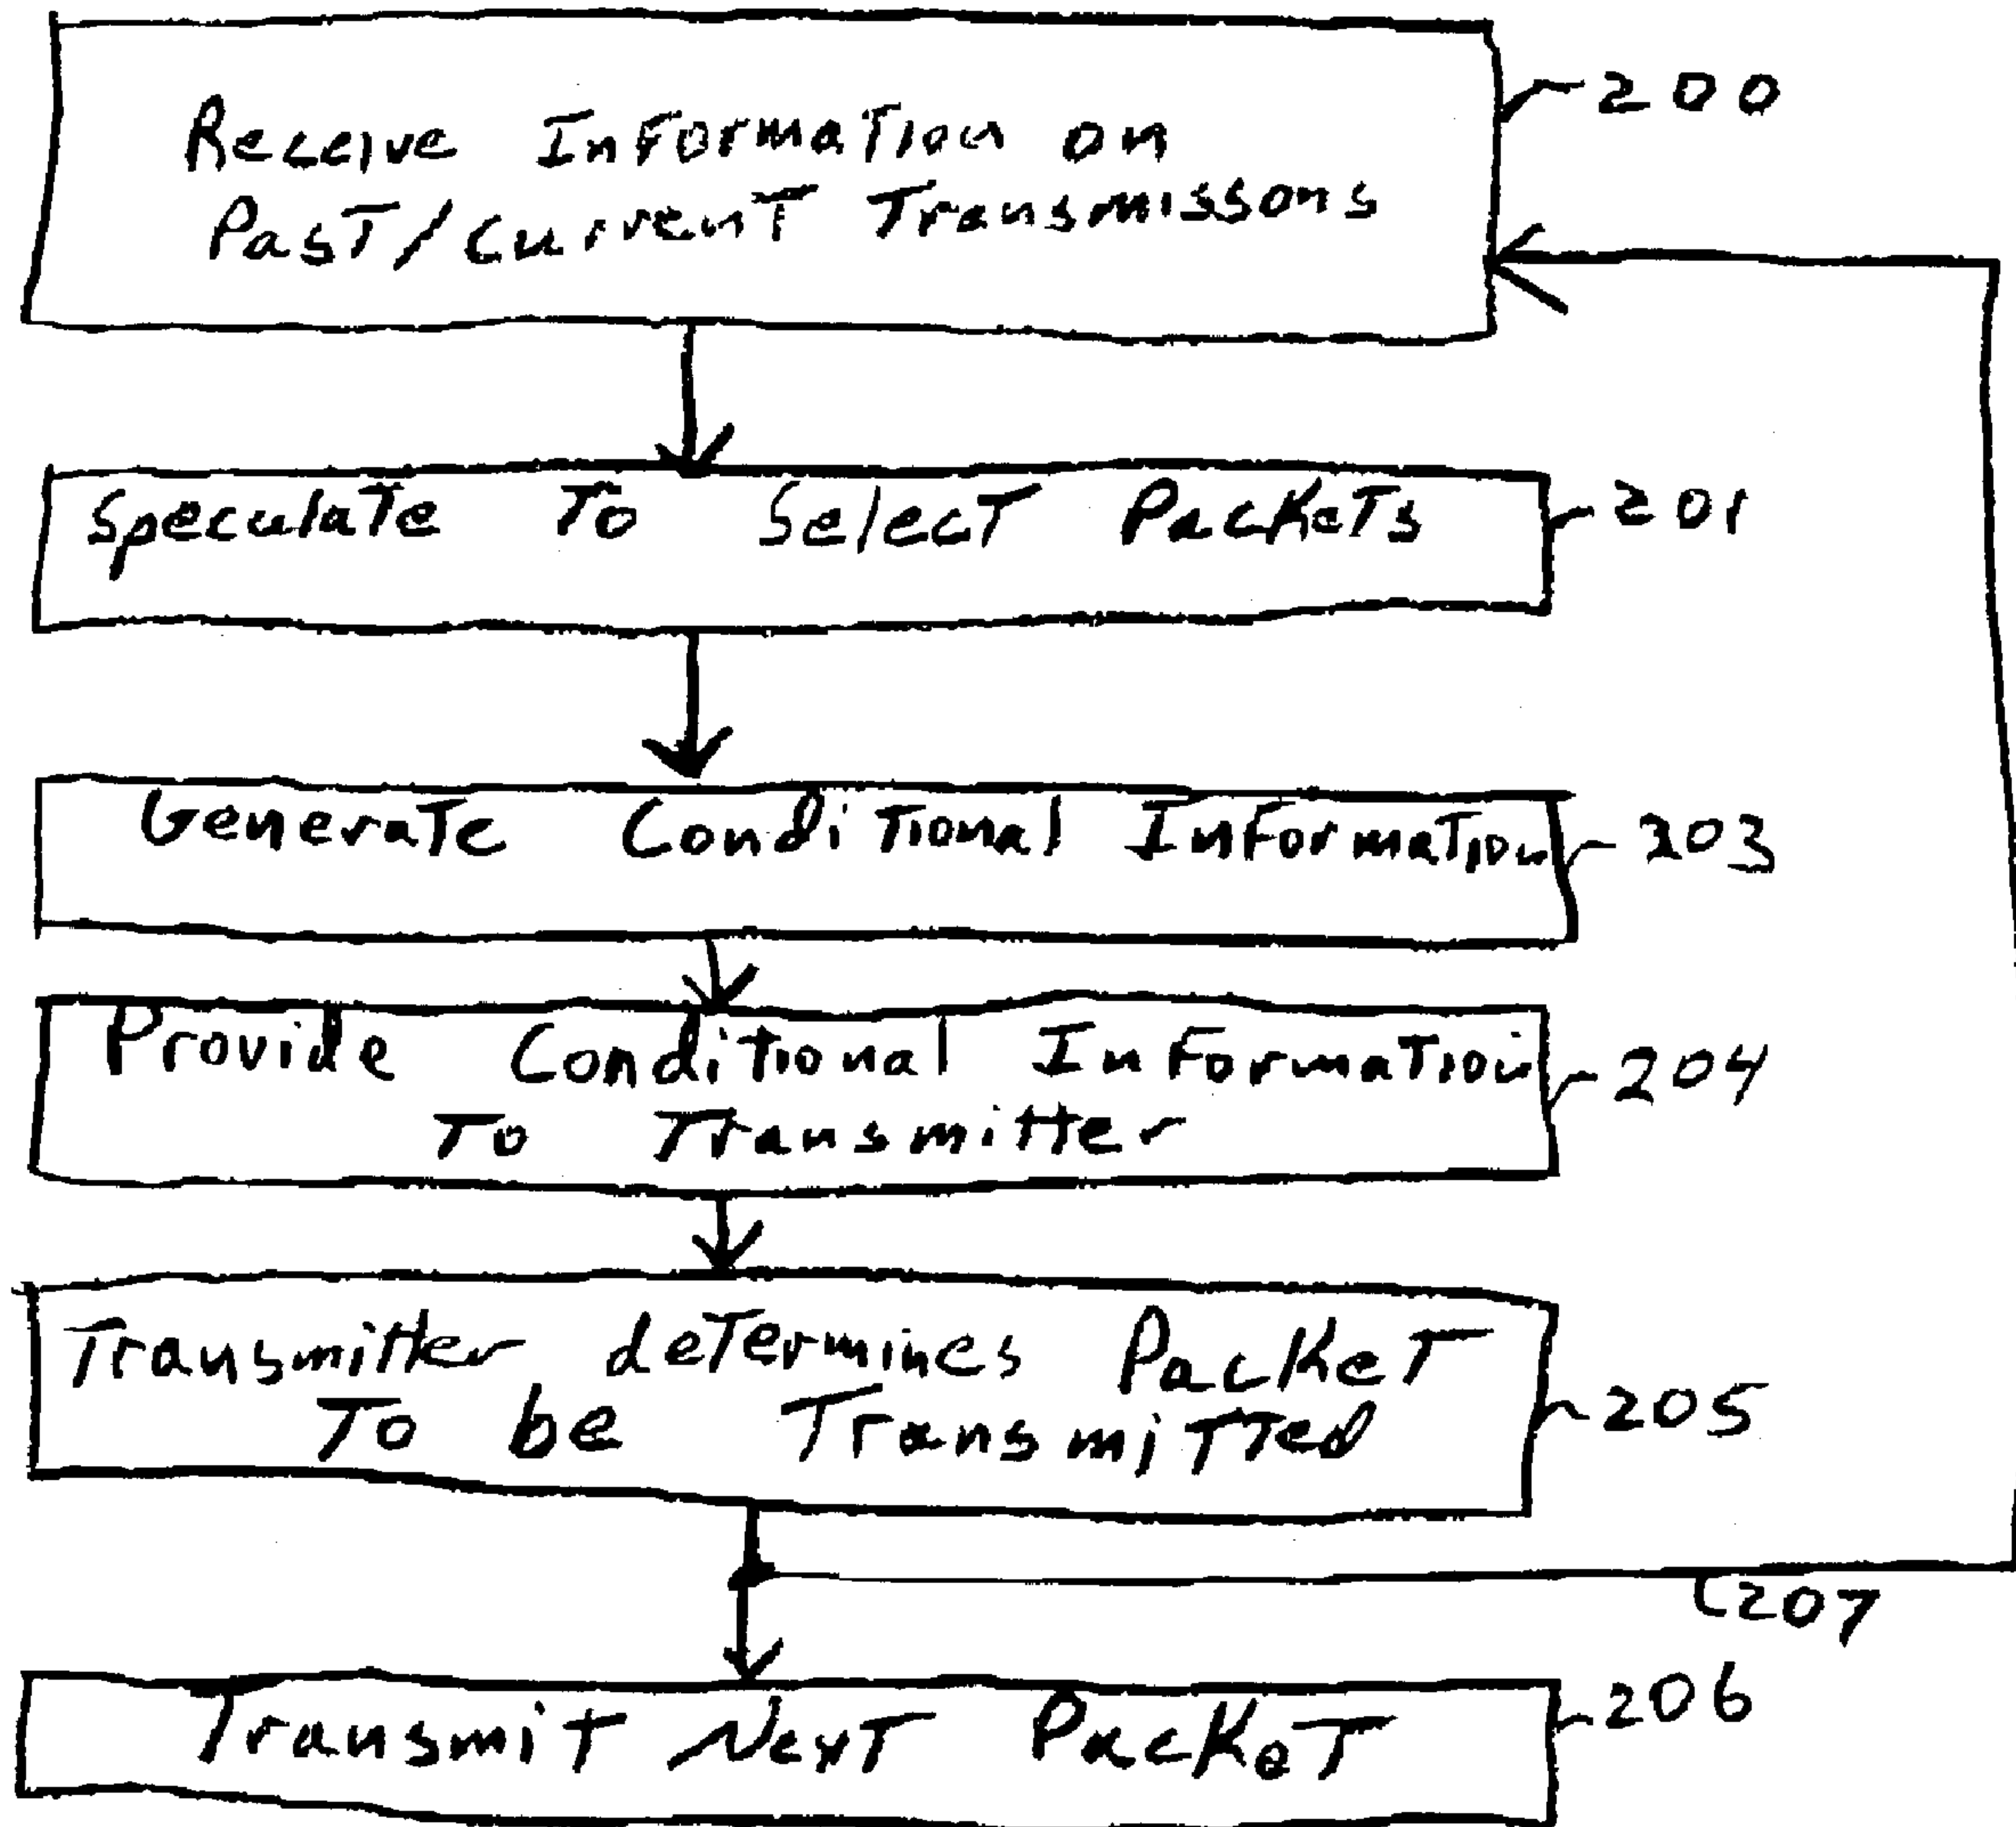 Receive Information on
200
Past/Current Transmissons
Speculate To Select Packets
201
Generate Conditional Information
203
Provide Conditional Information
204
To Transmitter
Transmitter determines Packet
To be Transmitted
205
207
Transmit Next Packet
206